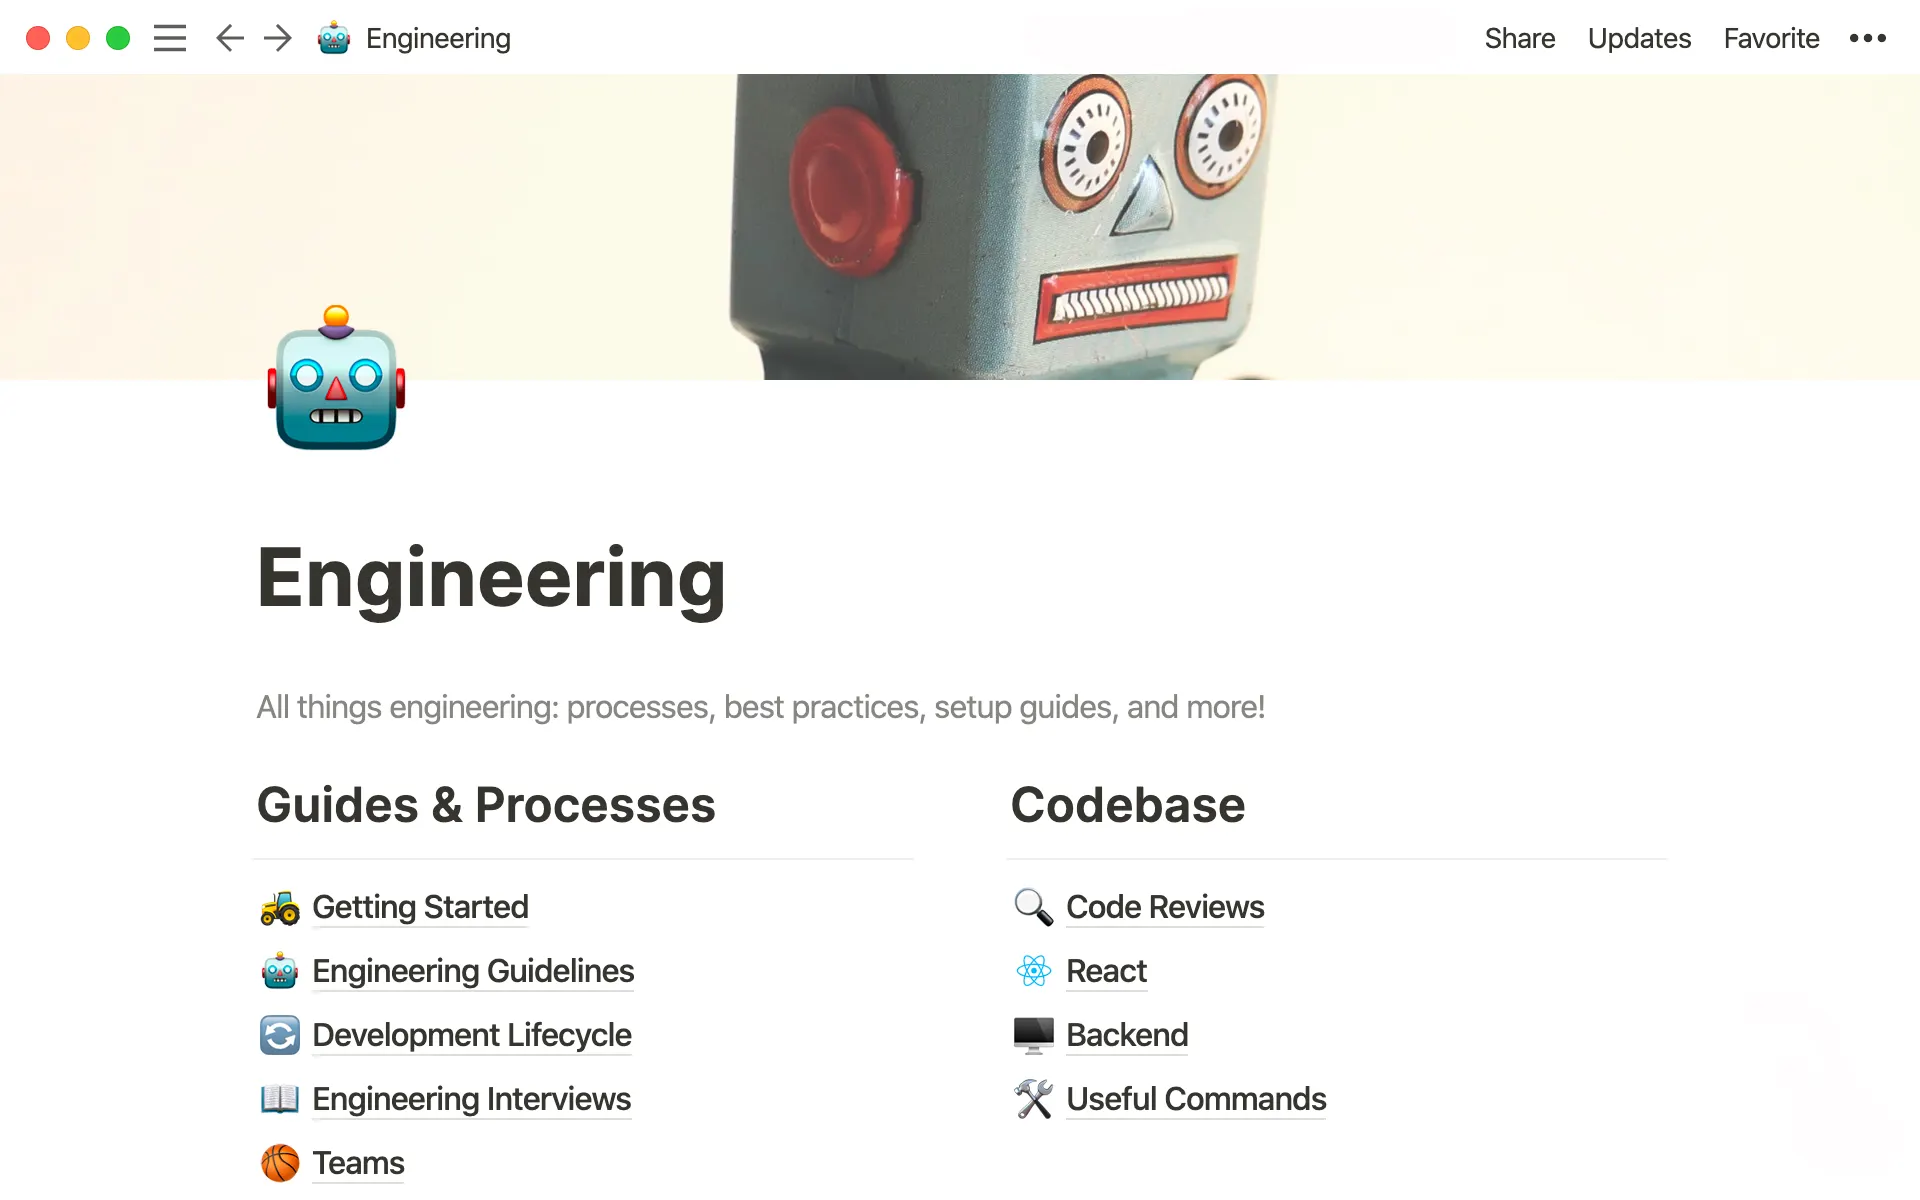 Engineering
Share Updates Favorite
Engineering
All things engineering: processes, best practices, setup guides, and more!
Guides & Processes
Getting Started
Engineering Guidelines
Development Lifecycle
Engineering Interviews
Teams
Codebase
Code Reviews
React
Backend
Useful Commands